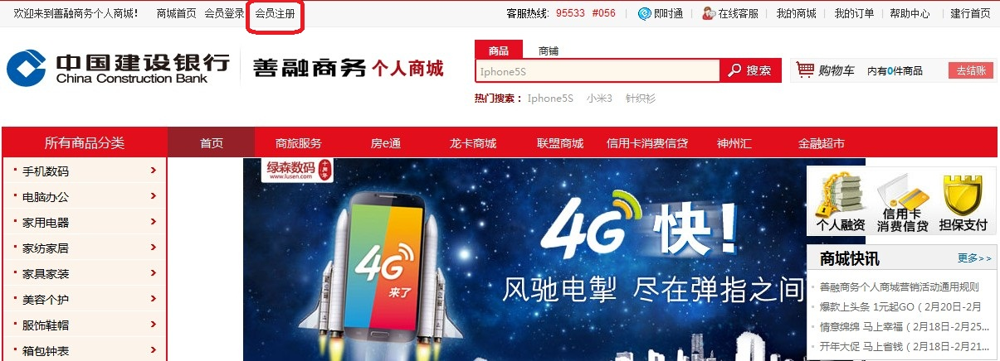 欢迎来到善融商务个人商城! 商城首页 会员登录 会员注册 客服热线: 95533 #056 即时通 在线客服 我的商城 我的订单 帮助中心 建行首页
中国建设银行
China Construction Bank
善融商务 个人商城
商品 商铺
Iphone5S 搜索
热门搜索: Iphone5S 小米3 针织衫
购物车 内有0件商品 去结账
所有商品分类 首页 商旅服务 房e通 龙卡商城 联盟商城 信用卡消费信贷 神州汇 金融超市
手机数码
电脑办公
家用电器
家纺家居
家具家装
美容个护
服饰鞋帽
箱包钟表
绿森数码
www.lusen.com
十周年
4G
来了
4G 快!
风驰电掣 尽在弹指之间
个人融资
信用卡
消费信贷
担保支付
商城快讯 更多>>
善融商务个人商城营销活动通用规则
爆款上头条 1元起GO(2月20日-2月
情意绵绵 马上幸福(2月18日-2月25...
开年大促 马上省钱(2月18日-2月21...